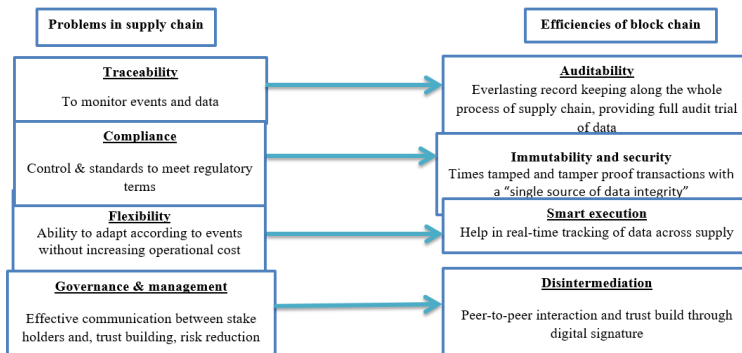 Problems in supply chain
Efficiencies of block chain
Traceability
To monitor events and data
Auditability
Everlasting record keeping along the whole
process of supply chain, providing full audit trial
of data
Compliance
Control & standards to meet regulatory
terms
Immutability and security
Times tamped and tamper proof transactions with
a “single source of data integrity”
Flexibility
Ability to adapt according to events
without increasing operational cost
Smart execution
Help in real-time tracking of data across supply
Governance & management
Effective communication between stake
holders and, trust building, risk reduction
Disintermediation
Peer-to-peer interaction and trust build through
digital signature